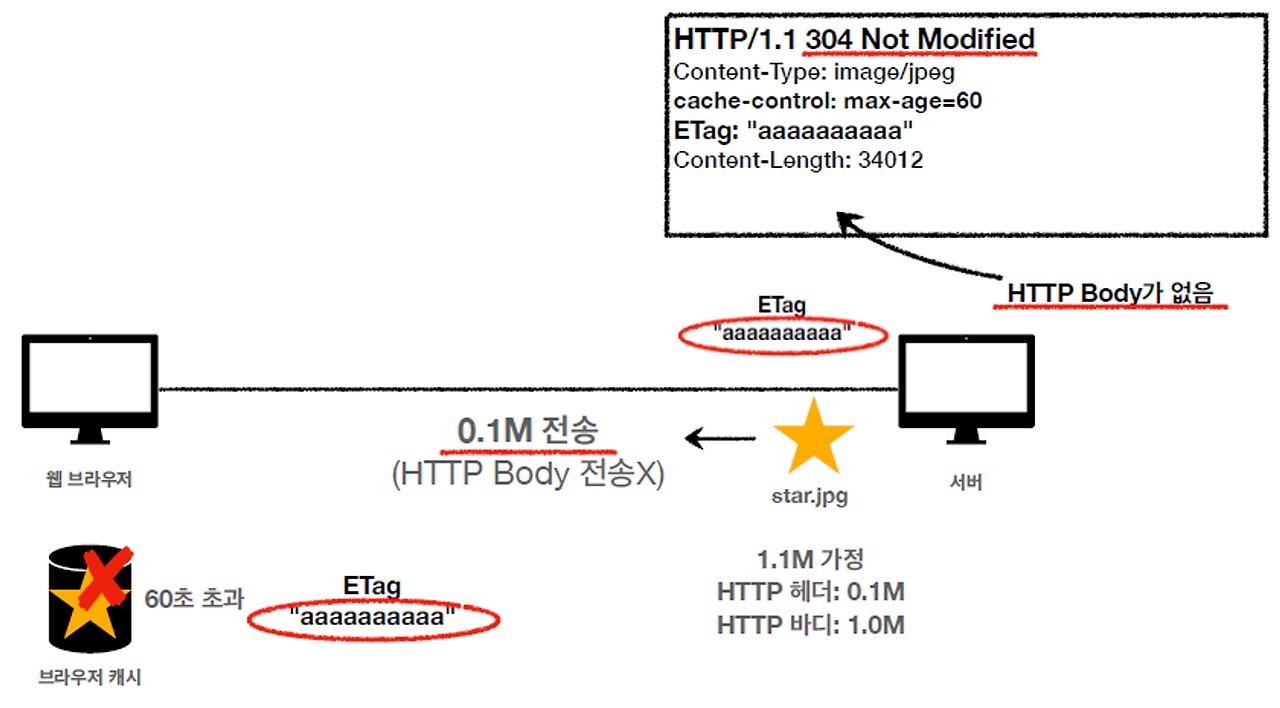 HTTP/1.1 304 Not Modified
Content-Type: image/jpeg
cache-control: max-age=60
ETag: "aaaaaaaaaa"
Content-Length: 34012
HTTP Body가 없음
ETag
"aaaaaaaaaa"
0.1M 전송
(HTTP Body 전송X)
star.jpg
웹 브라우저
서버
1.1M 가정
HTTP 헤더: 0.1M
HTTP 바디: 1.0M
60초 초과
ETag
"aaaaaaaaaa"
브라우저 캐시